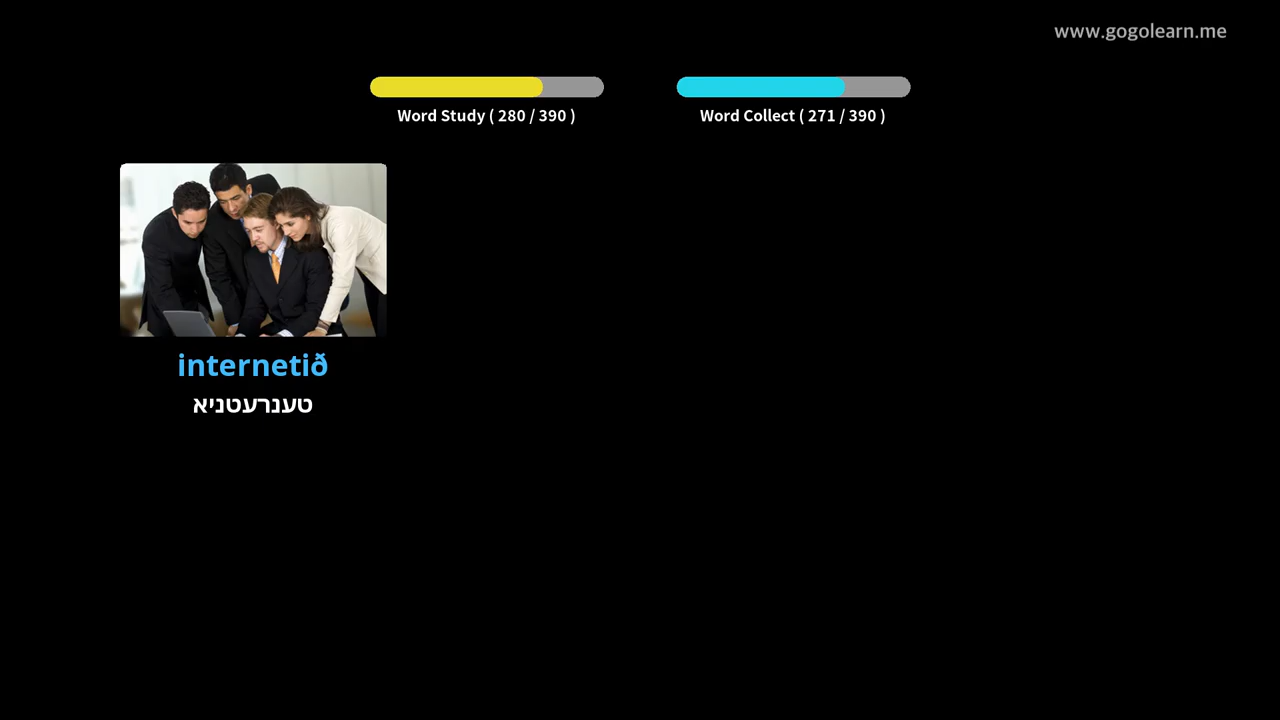 www.gogolearn.me
Word Study ( 280 / 390 )
Word Collect ( 271 / 390 )
internetið
טענרעטניא